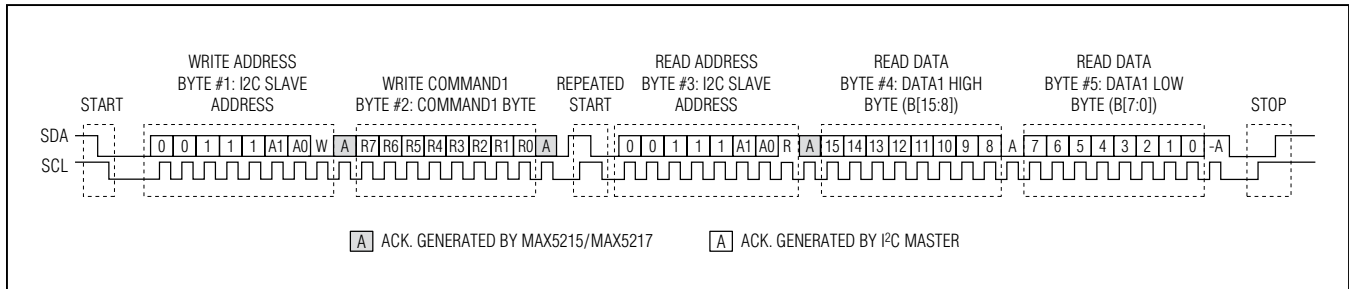 START
WRITE ADDRESS
BYTE #1: I2C SLAVE
ADDRESS
WRITE COMMAND1
BYTE #2: COMMAND1 BYTE
REPEATED
START
READ ADDRESS
BYTE #3: I2C SLAVE
ADDRESS
READ DATA
BYTE #4: DATA1 HIGH
BYTE (B[15:8])
READ DATA
BYTE #5: DATA1 LOW
BYTE (B[7:0])
STOP
SDA
0 0 1 1 1 A1 A0 W A R7 R6 R5 R4 R3 R2 R1 R0 A 0 0 1 1 1 A1 A0 R A 15 14 13 12 11 10 9 8 A 7 6 5 4 3 2 1 0 ~A
SCL
A ACK. GENERATED BY MAX5215/MAX5217
A ACK. GENERATED BY I²C MASTER